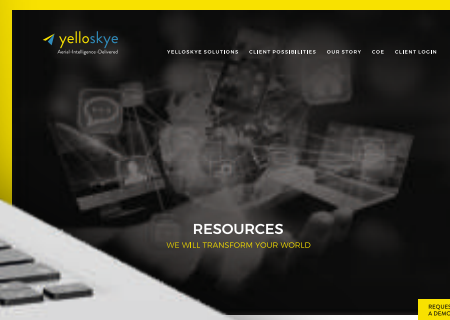 yelloskye
Aerial-Intelligence-Delivered
YELLOSKYE SOLUTIONS CLIENT POSSIBILITIES OUR STORY COE CLIENT LOGIN
RESOURCES
WE WILL TRANSFORM YOUR WORLD
REQUES
A DEMO